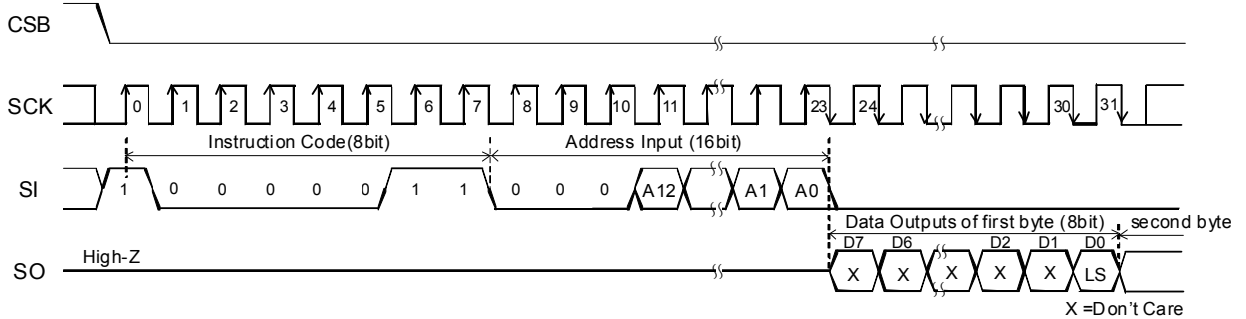 CSB
SCK 0 1 2 3 4 5 6 7 8 9 10 11 23 24 30 31
Instruction Code(8bit) Address Input (16bit)
SI 1 0 0 0 0 0 1 1 0 0 0 A12 A1 A0
Data Outputs of first byte (8bit) second byte
High-Z D7 D6 D2 D1 D0
SO X X X X X LS
X =Don't Care